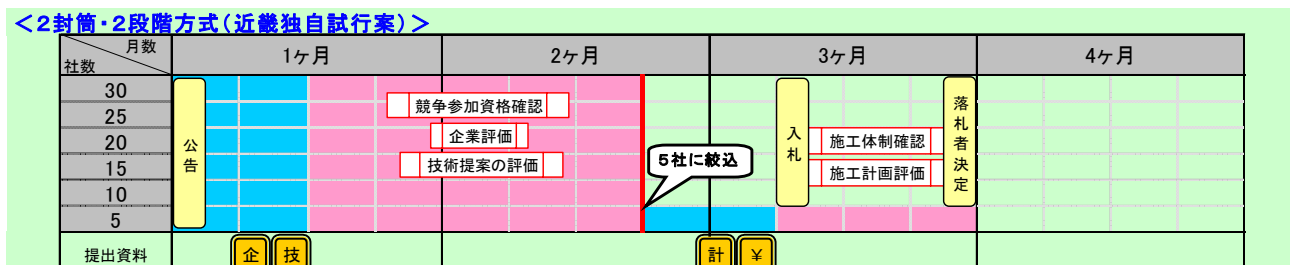 ＜２封筒・２段階方式（近畿独自試行案）＞
月数
社数
1ヶ月
2ヶ月
3ヶ月
4ヶ月
30
25
20
15
10
5
公告
競争参加資格確認
企業評価
技術提案の評価
５社に絞込
入札
施工体制確認
施工計画評価
落札者決定
提出資料
企
技
計
￥